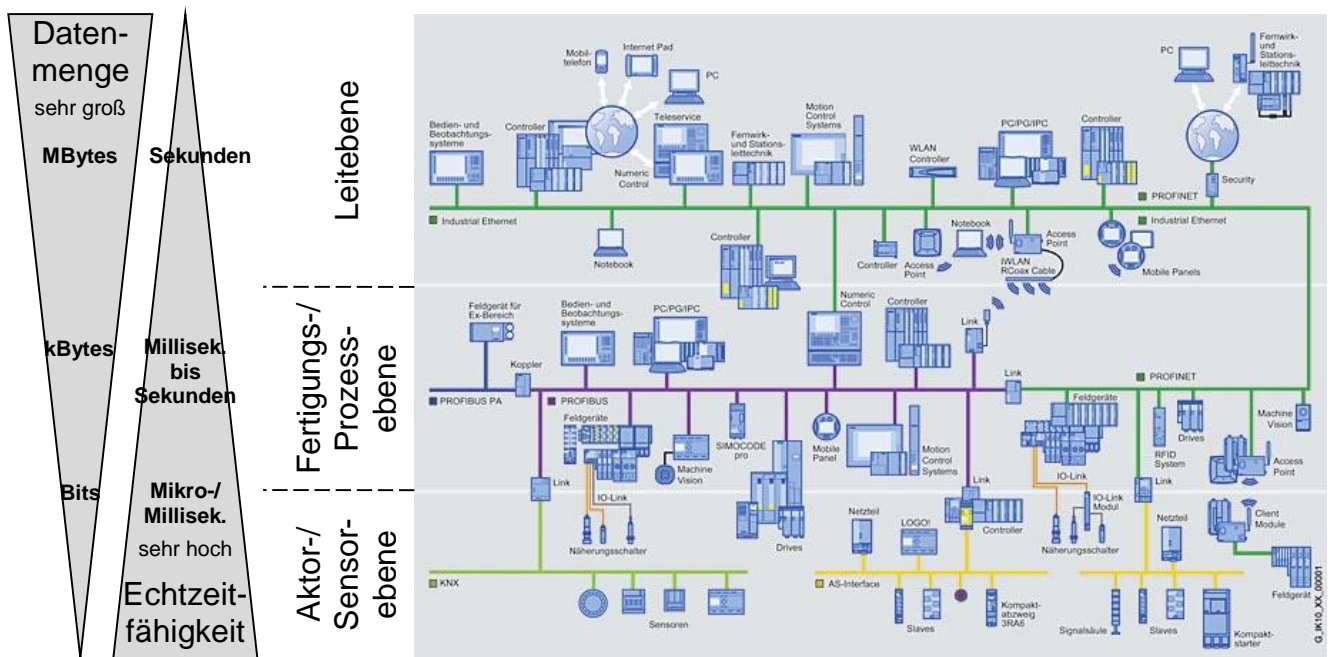 Daten-
menge
sehr groß
MBytes
kBytes
Bits
Sekunden
Millisek.
bis
Sekunden
Mikro-/
Millisek.
sehr hoch
Echtzeit-
fähigkeit
Leitebene
Fertigungs-/
Prozess-
ebene
Aktor-/
Sensor-
ebene
Mobil-
telefon
Internet Pad
PC
PC
Fernwirk-
und
Stations-
leittechnik
Bedien- und
Beobachtungs-
systeme
Controller
Numeric
Control
Teleservice
Fernwirk-
und Stations-
leittechnik
Motion
Control
Systems
WLAN
Controller
PC/PG/IPC
Controller
Security
Industrial Ethernet
PROFINET
Industrial Ethernet
Notebook
Controller
Controller
Access
Point
Notebook
Access
Point
IWLAN
RCoax Cable
Mobile Panels
Feldgerät für
Ex-Bereich
Bedien- und
Beobachtungs-
systeme
PC/PG/IPC
Numeric
Control
Controller
Link
Koppler
Link
PROFIBUS PA
PROFIBUS
PROFINET
Feldgeräte
SIMOCODE
pro
Machine
Vision
Mobile
Panel
Motion
Control
Systems
Feldgeräte
RFID
System
Drives
Machine
Vision
Access
Point
Link
IO-Link
Näherungsschalter
Drives
Link
Controller
IO-Link
IO-Link
Modul
Näherungsschalter
Link
Netzteil
LOGO!
Netzteil
Client
Module
Feldgerät
KNX
Sensoren
AS-Interface
Slaves
Kompakt-
abzweig
3RA6
Signalsäule
Slaves
Kompakt-
starter
G_IK10_XX_00001